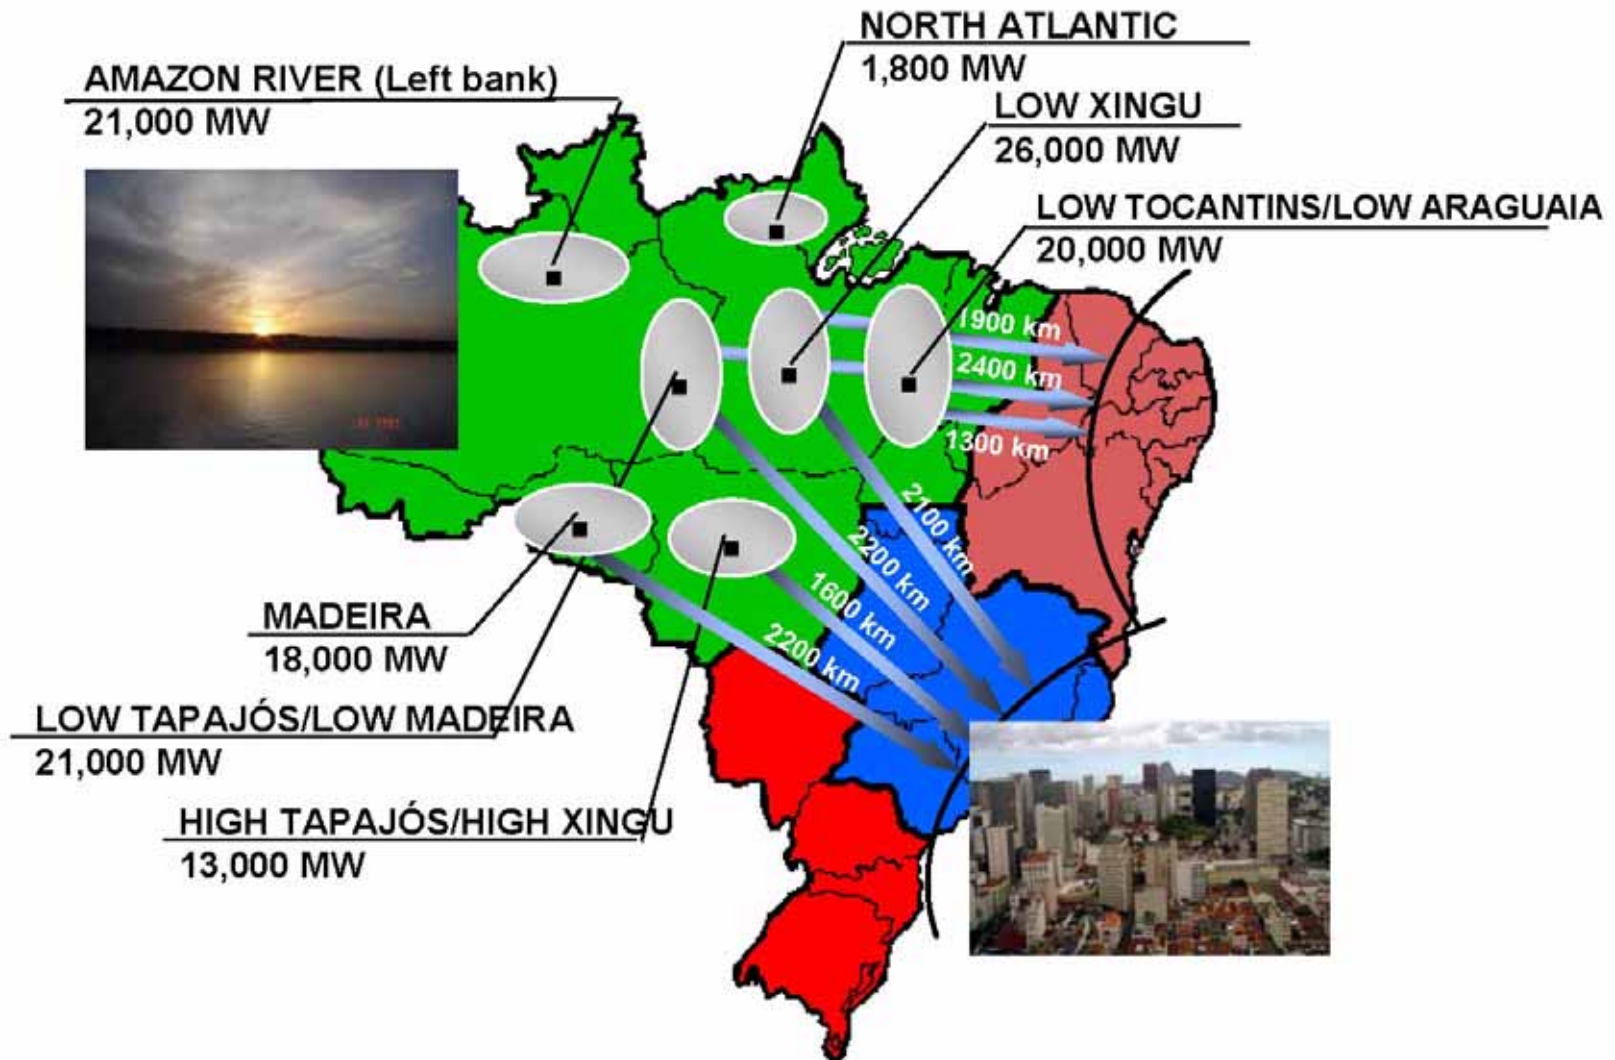 NORTH ATLANTIC
1,800 MW
AMAZON RIVER (Left bank)
21,000 MW
LOW XINGU
26,000 MW
LOW TOCANTINS/LOW ARAGUAIA
20,000 MW
1900 km
2400 km
1300 km
2100 km
2200 km
1600 km
2200 km
MADEIRA
18,000 MW
LOW TAPAJÓS/LOW MADEIRA
21,000 MW
HIGH TAPAJÓS/HIGH XINGU
13,000 MW